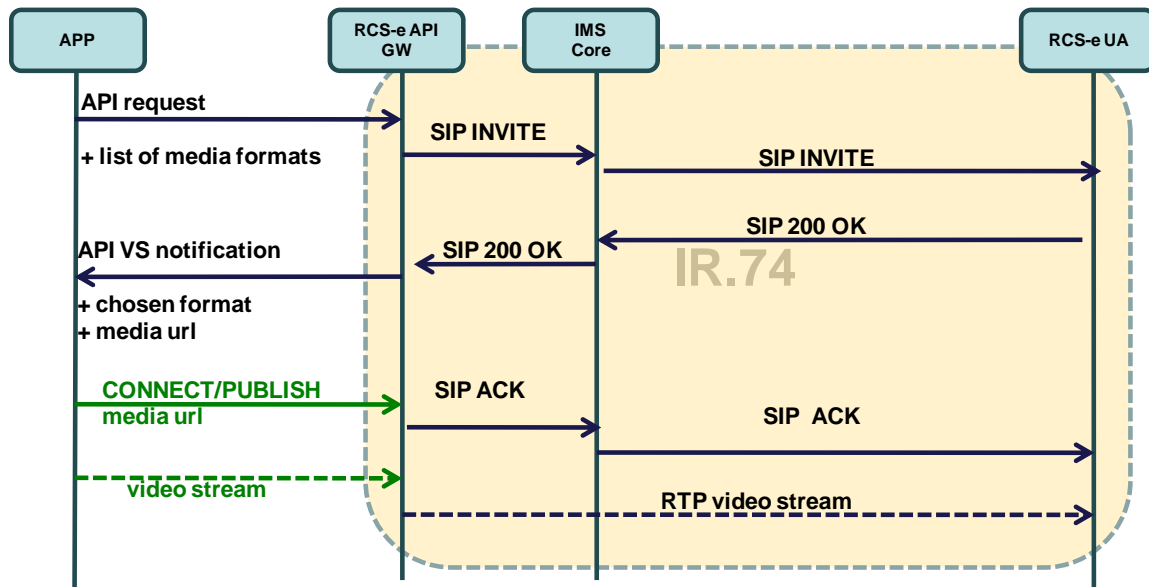 APP
RCS-e API
GW
IMS
Core
RCS-e UA
API request
SIP INVITE
+ list of media formats
SIP INVITE
SIP 200 OK
API VS notification
SIP 200 OK
IR.74
+ chosen format
+ media url
CONNECT/PUBLISH
media url
SIP ACK
SIP ACK
video stream
RTP video stream